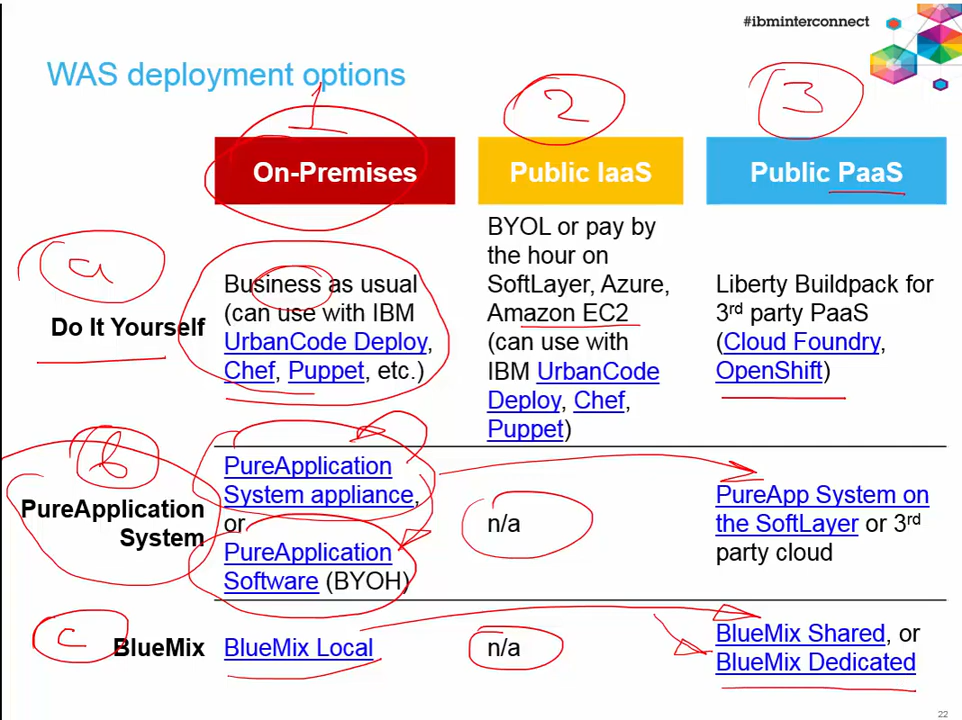 #ibminterconnect
WAS deployment options
1
2
3
On-Premises
Public IaaS
Public PaaS
a
Do It Yourself
Business as usual
(can use with IBM
UrbanCode Deploy,
Chef, Puppet, etc.)
BYOL or pay by
the hour on
SoftLayer, Azure,
Amazon EC2
(can use with
IBM UrbanCode
Deploy, Chef,
Puppet)
Liberty Buildpack for
3rd party PaaS
(Cloud Foundry,
OpenShift)
b
PureApplication
System
PureApplication
System appliance,
or
PureApplication
Software (BYOH)
n/a
PureApp System on
the SoftLayer or 3rd
party cloud
c
BlueMix
BlueMix Local
n/a
BlueMix Shared, or
BlueMix Dedicated
22